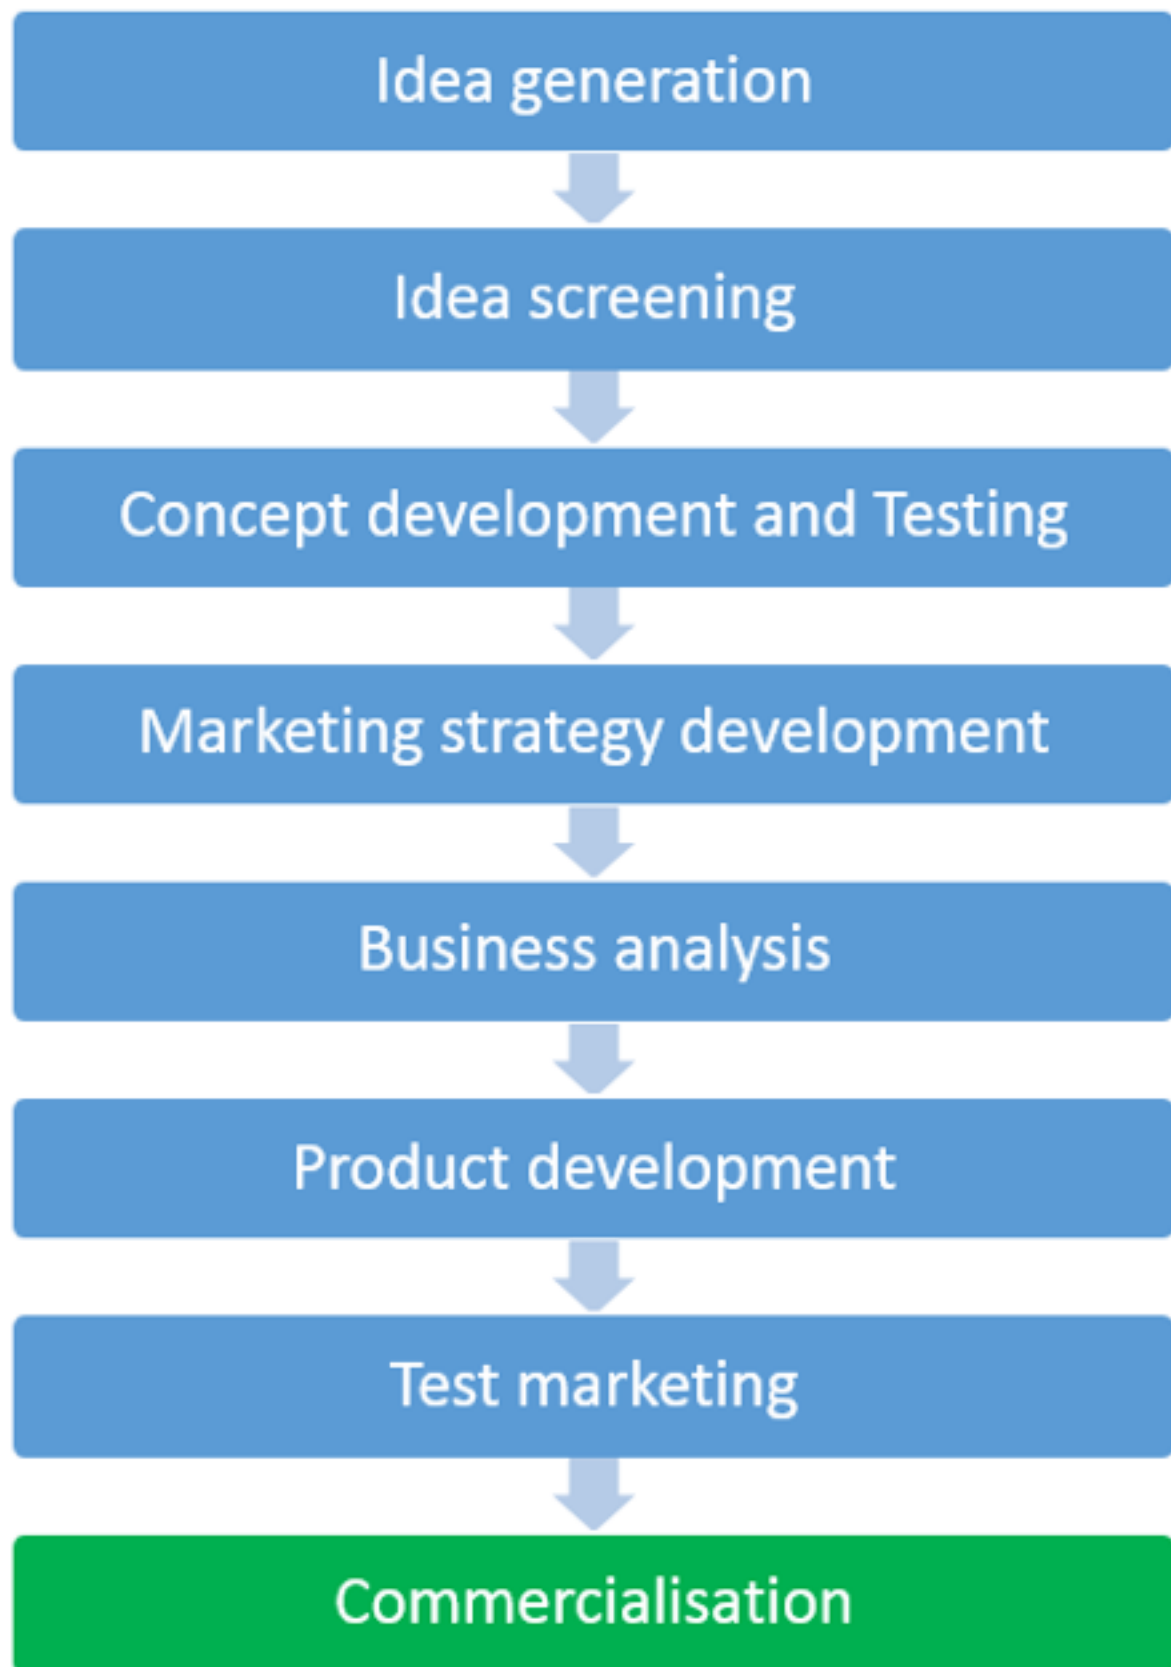 Idea generation
Idea screening
Concept development and Testing
Marketing strategy development
Business analysis
Product development
Test marketing
Commercialisation